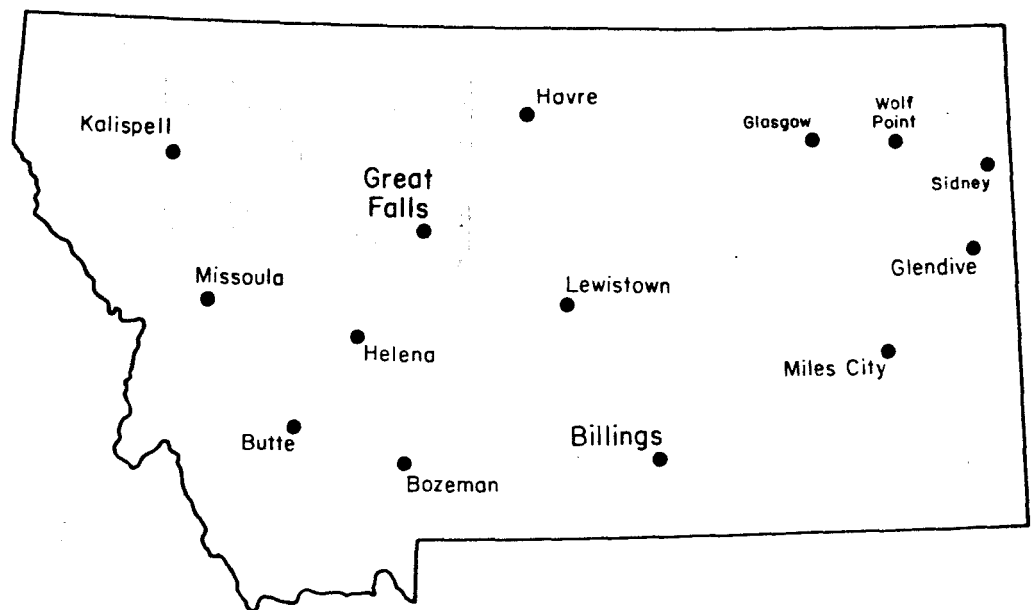 Havre
Wolf
Point
Glasgow
Kalispell
Great
Falls
Sidney
Glendive
Missoula
Lewistown
Helena
Miles City
Butte
Billings
Bozeman